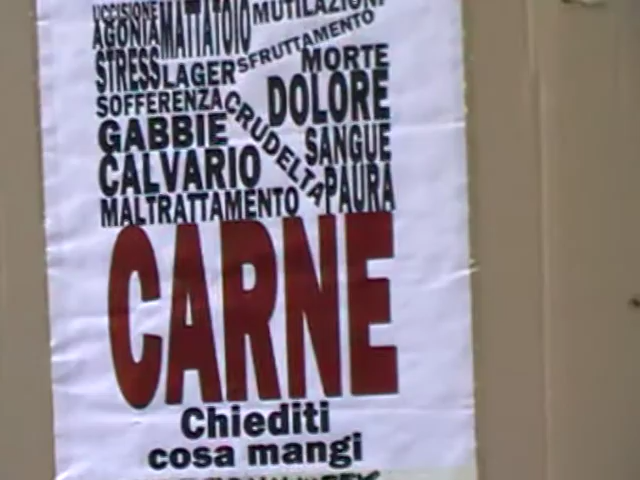 UCCISIONE MUTILAZIONI
AGONIA MATTATOIO
SFRUTTAMENTO
STRESS LAGER MORTE
SOFFERENZA DOLORE
CRUDELTA
GABBIE SANGUE
CALVARIO PAURA
MALTRATTAMENTO
CARNE
Chiediti
cosa mangi